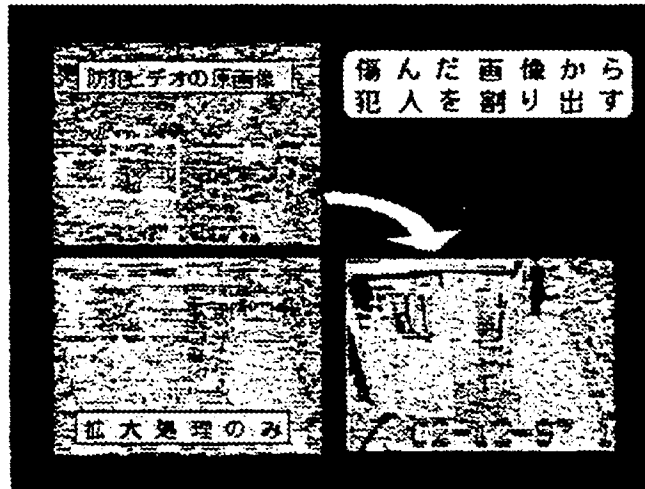 防犯ビデオの原画像
傷んだ画像から
犯人を割り出す
拡大処理のみ